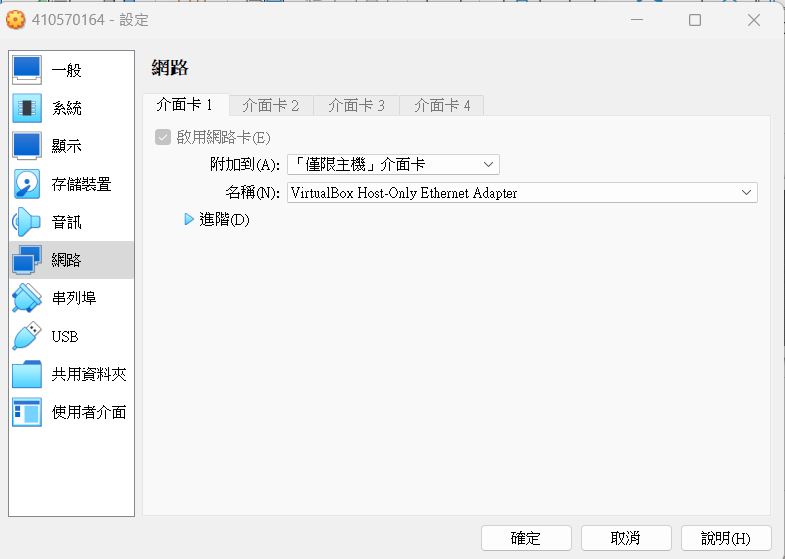 410570164 - 設定
一般
系統
顯示
存儲裝置
音訊
網路
串列埠
USB
共用資料夾
使用者介面
網路
介面卡 1 介面卡 2 介面卡 3 介面卡 4
啟用網路卡(E)
附加到(A): 「僅限主機」介面卡
名稱(N): VirtualBox Host-Only Ethernet Adapter
進階(D)
確定 取消 說明(H)